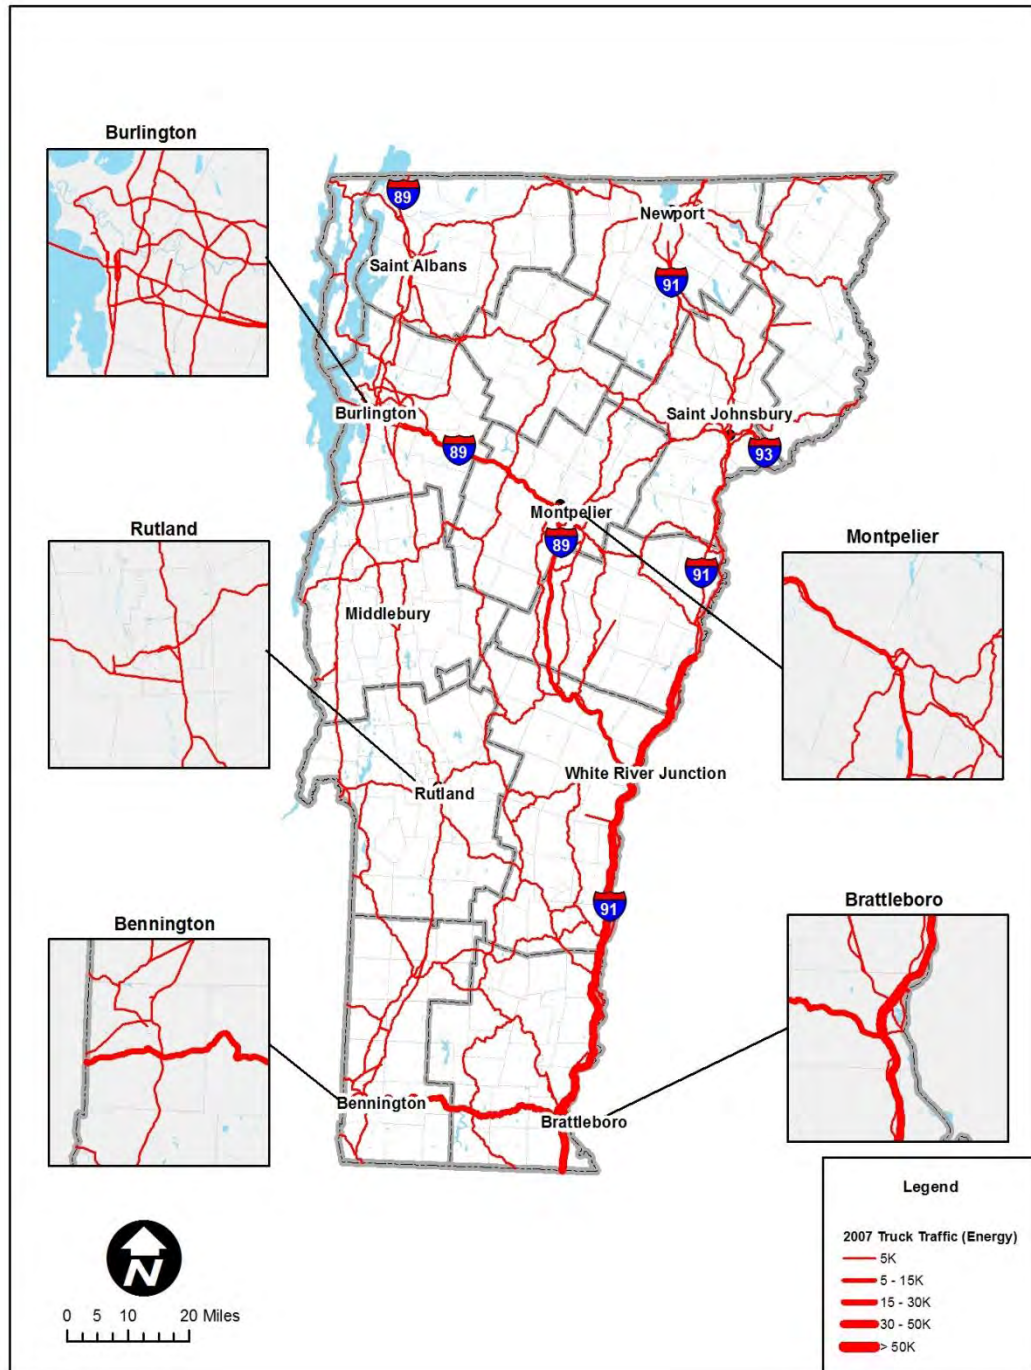 Burlington
89
Newport
Saint Albans
91
Burlington
Saint Johnsbury
89
93
Rutland
Montpelier
89
Montpelier
91
Middlebury
White River Junction
Rutland
Bennington
91
Brattleboro
Bennington
Brattleboro
Legend
2007 Truck Traffic (Energy)
5K
5 - 15K
15 - 30K
30 - 50K
> 50K
N
0 5 10 20 Miles